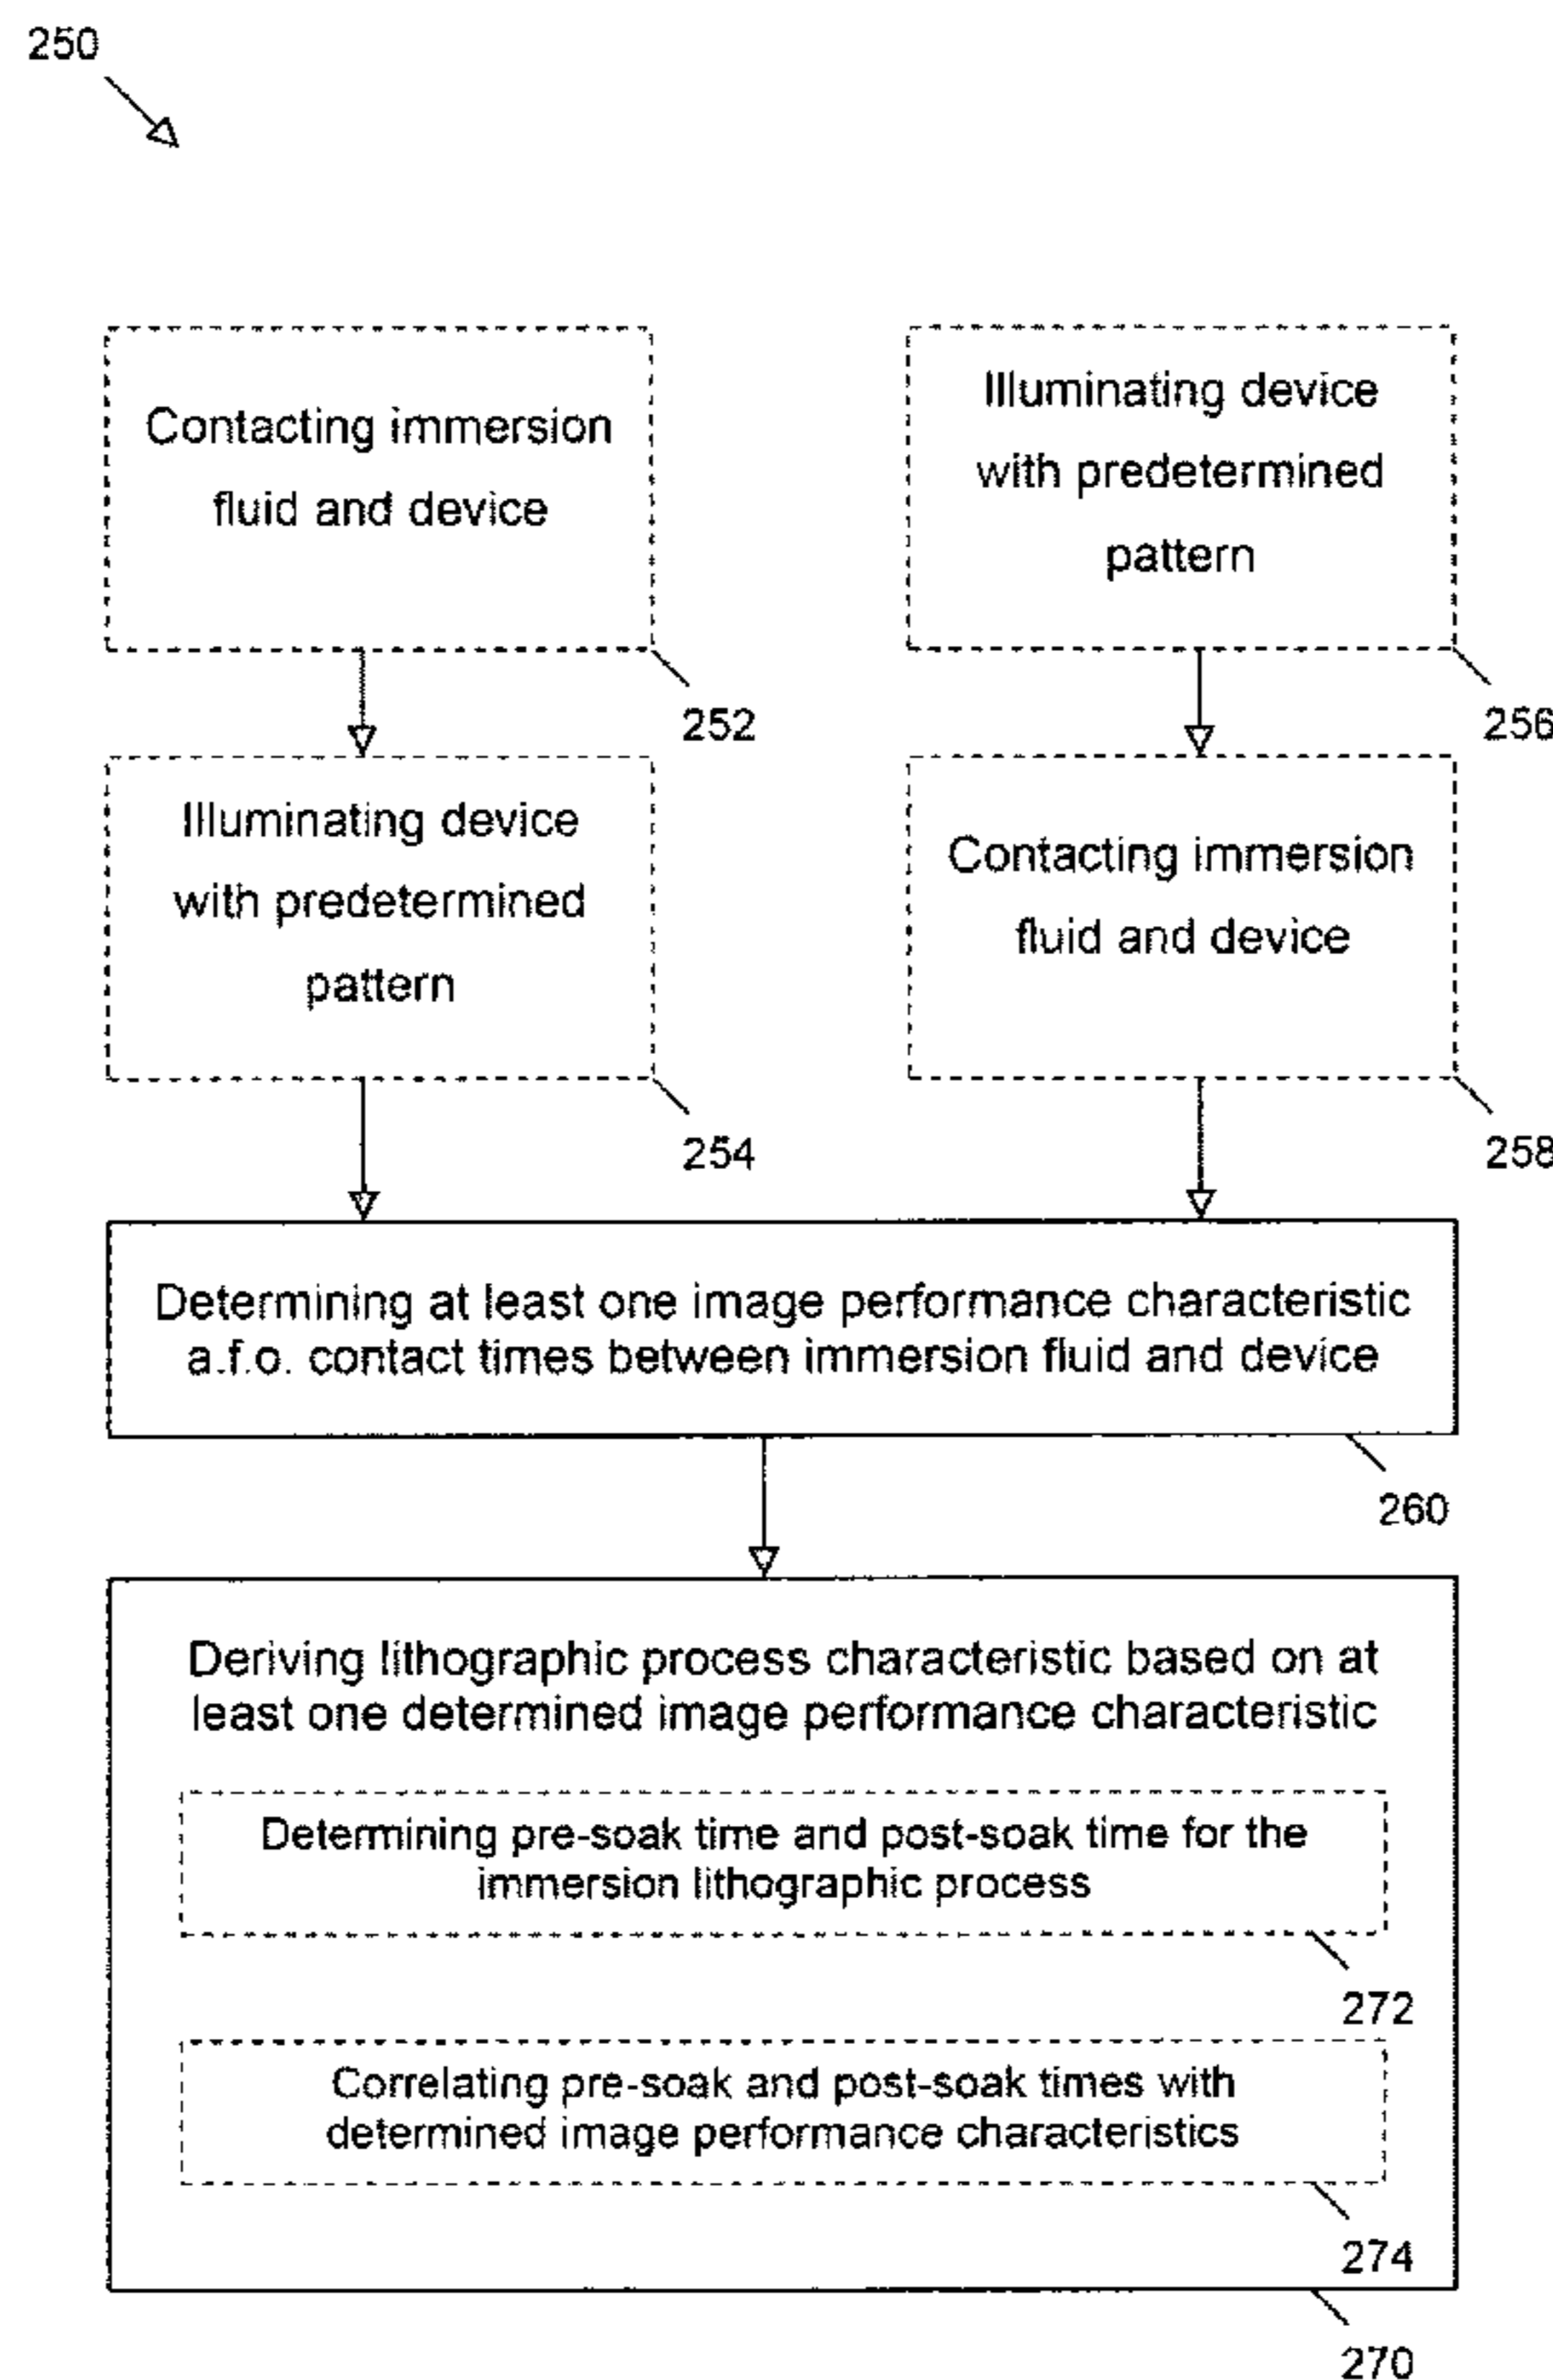 250
Contacting immersion
fluid and device
252
Illuminating device
with predetermined
pattern
256
Illuminating device
with predetermined
pattern
254
Contacting immersion
fluid and device
258
Determining at least one image performance characteristic
a.f.o. contact times between immersion fluid and device
260
Deriving lithographic process characteristic based on at
least one determined image performance characteristic
Determining pre-soak time and post-soak time for the
immersion lithographic process
272
Correlating pre-soak and post-soak times with
determined image performance characteristics
274
270